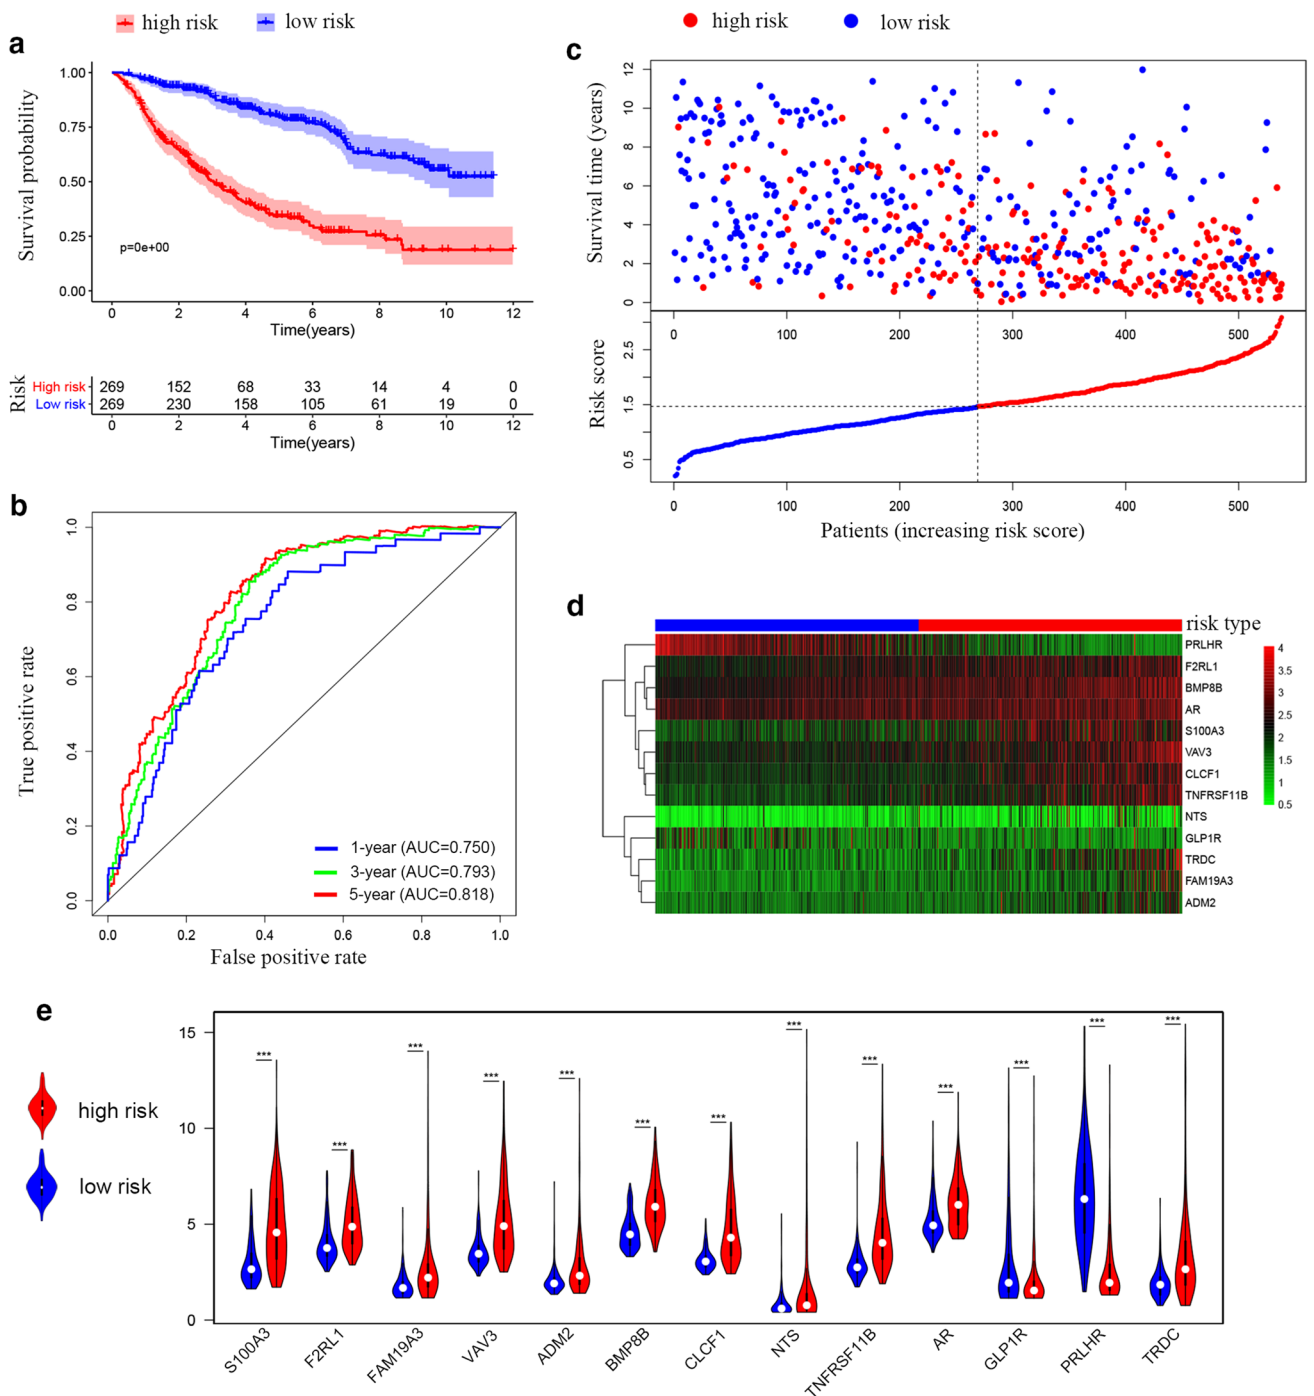 a
high risk
low risk
Survival probability
1.00
0.75
0.50
0.25
0.00
p=0e+00
0 2 4 6 8 10 12
Time(years)
Risk
High risk 269 152 68 33 14 4 0
Low risk 269 230 158 105 61 19 0
0 2 4 6 8 10 12
Time(years)
b
True positive rate
1.0
0.8
0.6
0.4
0.2
0.0
1-year (AUC=0.750)
3-year (AUC=0.793)
5-year (AUC=0.818)
0.0 0.2 0.4 0.6 0.8 1.0
False positive rate
c
high risk
low risk
Survival time (years)
12
10
8
6
4
2
0
0 100 200 300 400 500
Risk score
2.5
1.5
0.5
0 100 200 300 400 500
Patients (increasing risk score)
d
risk type
PRLHR
F2RL1
BMP8B
AR
S100A3
VAV3
CLCF1
TNFRSF11B
NTS
GLP1R
TRDC
FAM19A3
ADM2
4
3.5
3
2.5
2
1.5
1
0.5
e
high risk
low risk
15
10
5
0
*** *** *** *** *** *** *** *** *** *** *** *** ***
S100A3 F2RL1 FAM19A3 VAV3 ADM2 BMP8B CLCF1 NTS TNFRSF11B AR GLP1R PRLHR TRDC